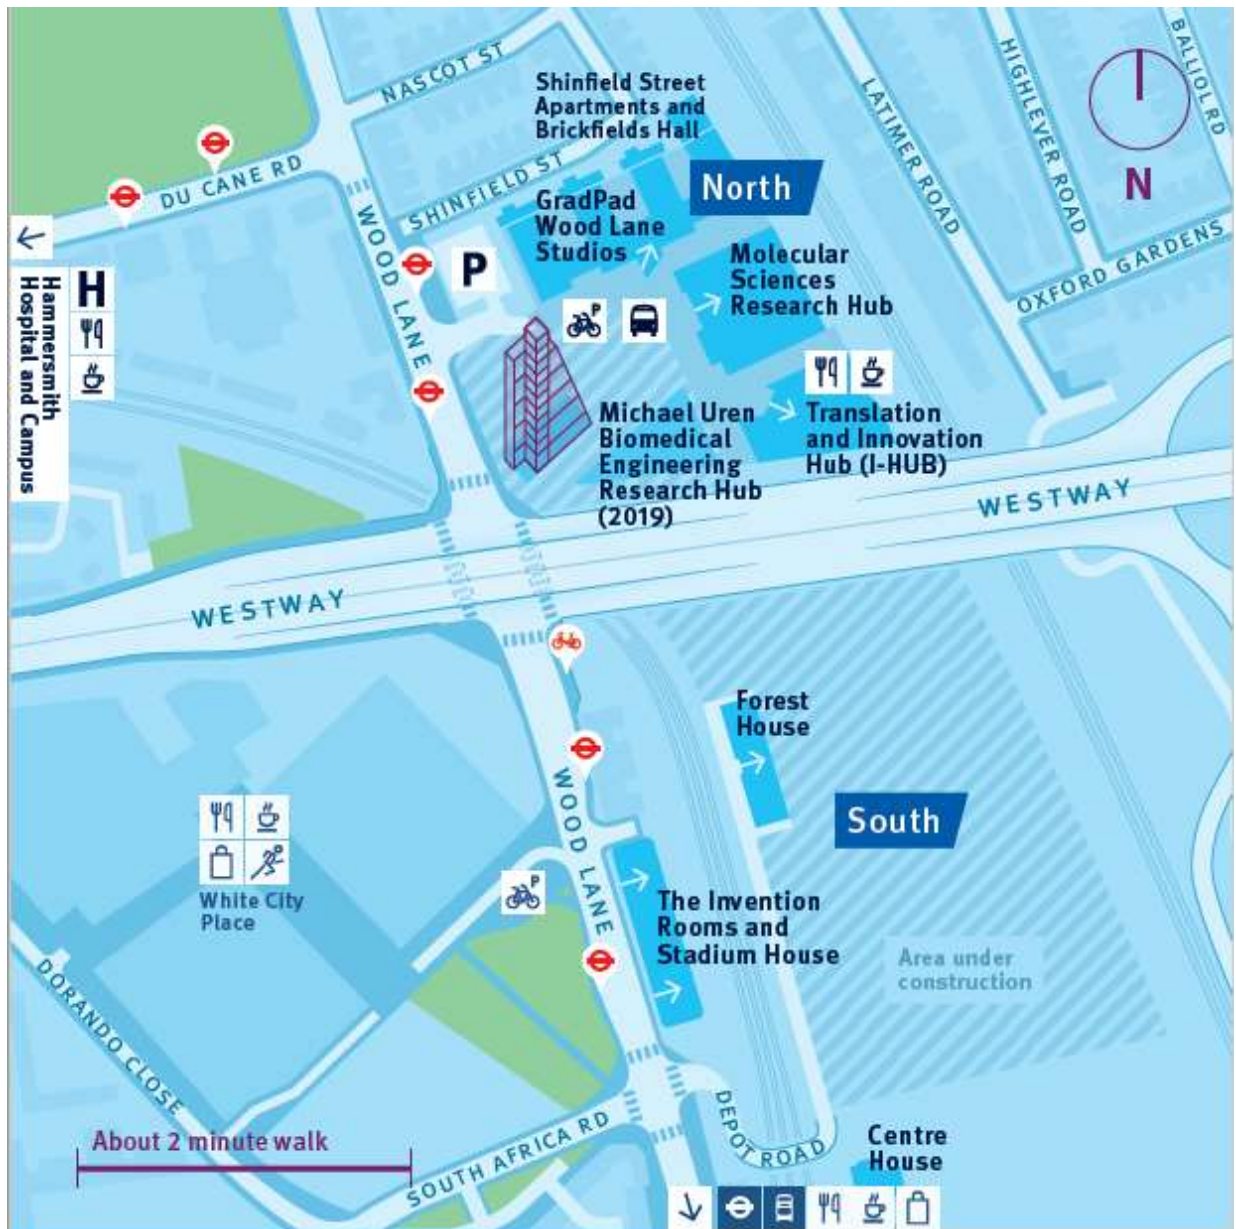 NASCOT ST
Shinfield Street
Apartments and
Brickfields Hall
LATIMER ROAD
HIGHLEVER ROAD
BALLIOL RD
N
DU CANE RD
SHINFIELD ST
North
GradPad
Wood Lane
Studios
WOOD LANE
P
Molecular
Sciences
Research Hub
OXFORD GARDENS
H
Hammersmith
Hospital and Campus
P
Michael Uren
Biomedical
Engineering
Research Hub
(2019)
Translation
and Innovation
Hub (I-HUB)
WESTWAY
WESTWAY
Forest
House
South
WOOD LANE
White City
Place
P
The Invention
Rooms and
Stadium House
Area under
construction
DORANDO CLOSE
About 2 minute walk
SOUTH AFRICA RD
DEPOT ROAD
Centre
House